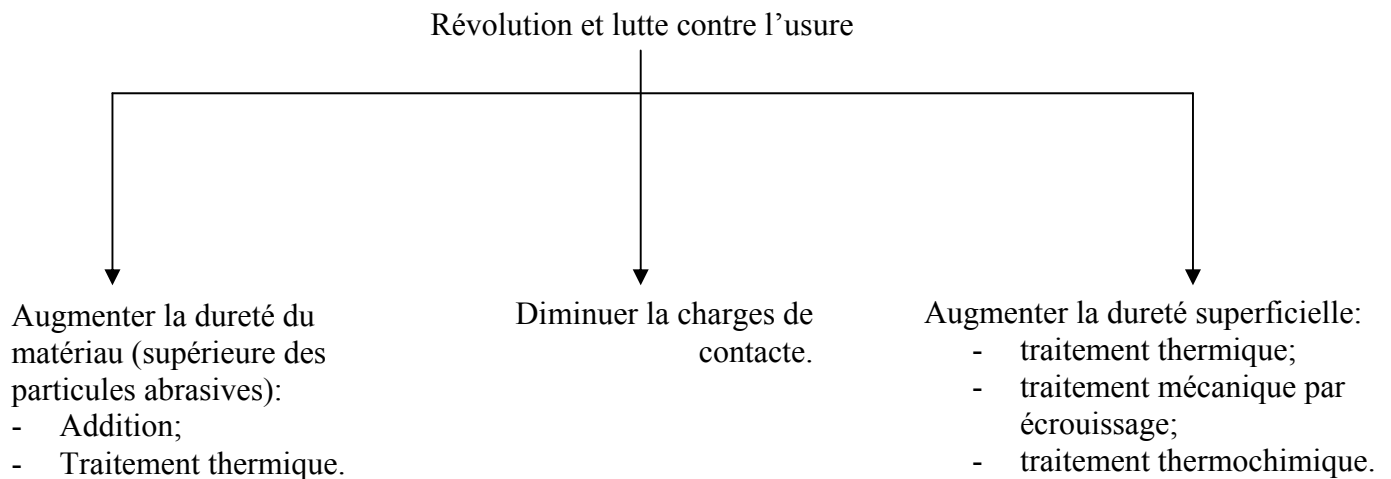 Révolution et lutte contre l’usure
Augmenter la dureté du
matériau (supérieure des
particules abrasives):
- Addition;
- Traitement thermique.
Diminuer la charges de
contacte.
Augmenter la dureté superficielle:
- traitement thermique;
- traitement mécanique par
écrouissage;
- traitement thermochimique.